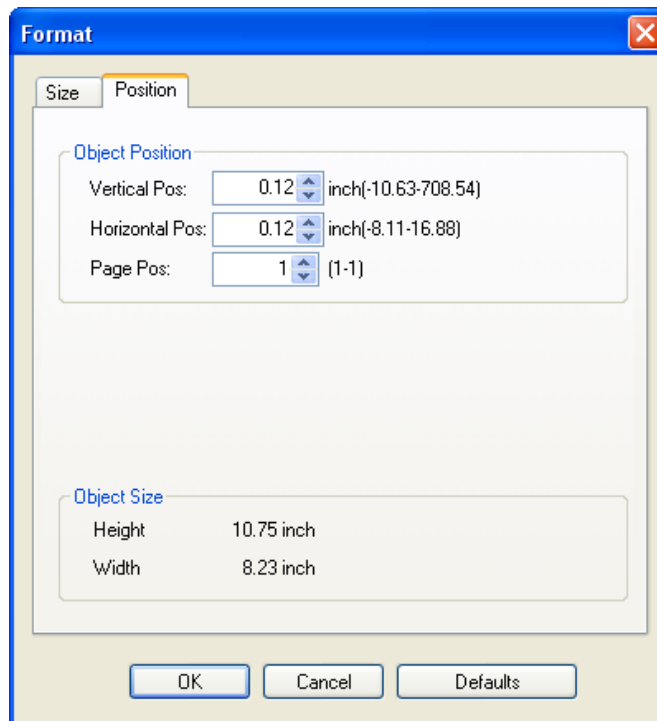 Format
Size Position
Object Position
Vertical Pos: 0.12 inch(-10.63-708.54)
Horizontal Pos: 0.12 inch(-8.11-16.88)
Page Pos: 1 (1-1)
Object Size
Height 10.75 inch
Width 8.23 inch
OK Cancel Defaults